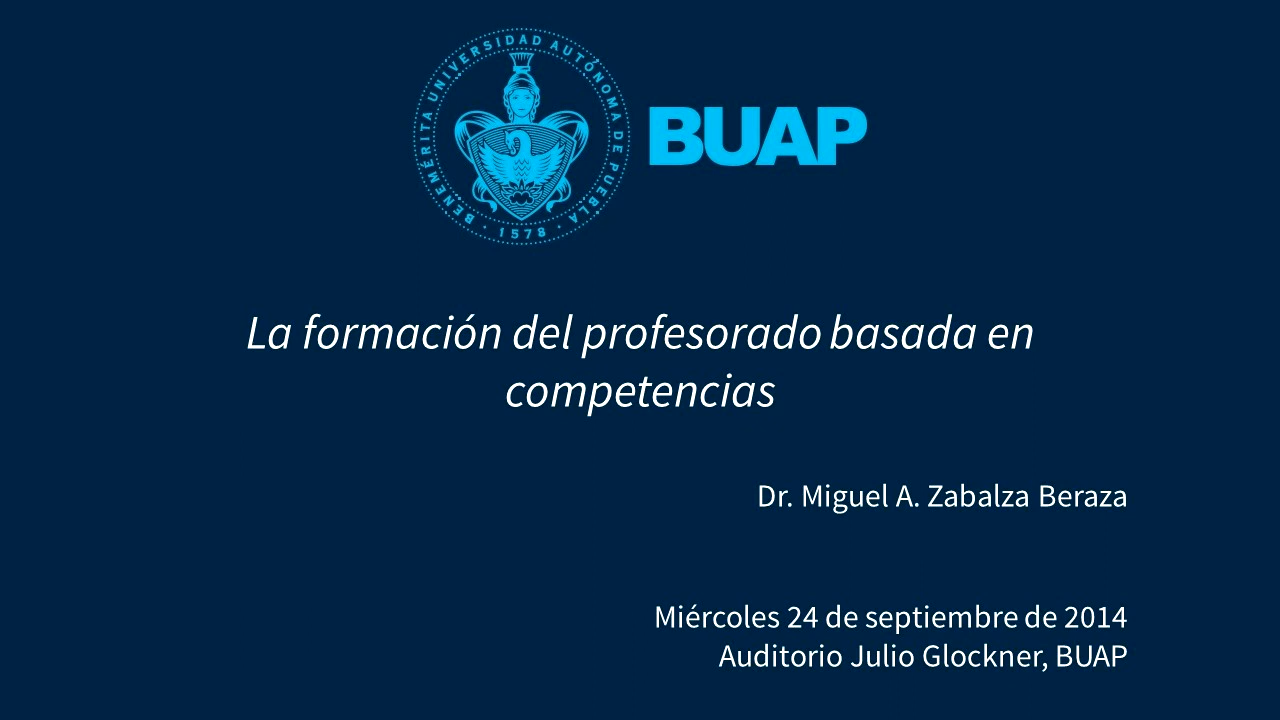 BENEMÉRITA UNIVERSIDAD AUTÓNOMA DE PUEBLA
· 1578 ·
BUAP
La formación del profesorado basada en
competencias
Dr. Miguel A. Zabalza Beraza
Miércoles 24 de septiembre de 2014
Auditorio Julio Glockner, BUAP